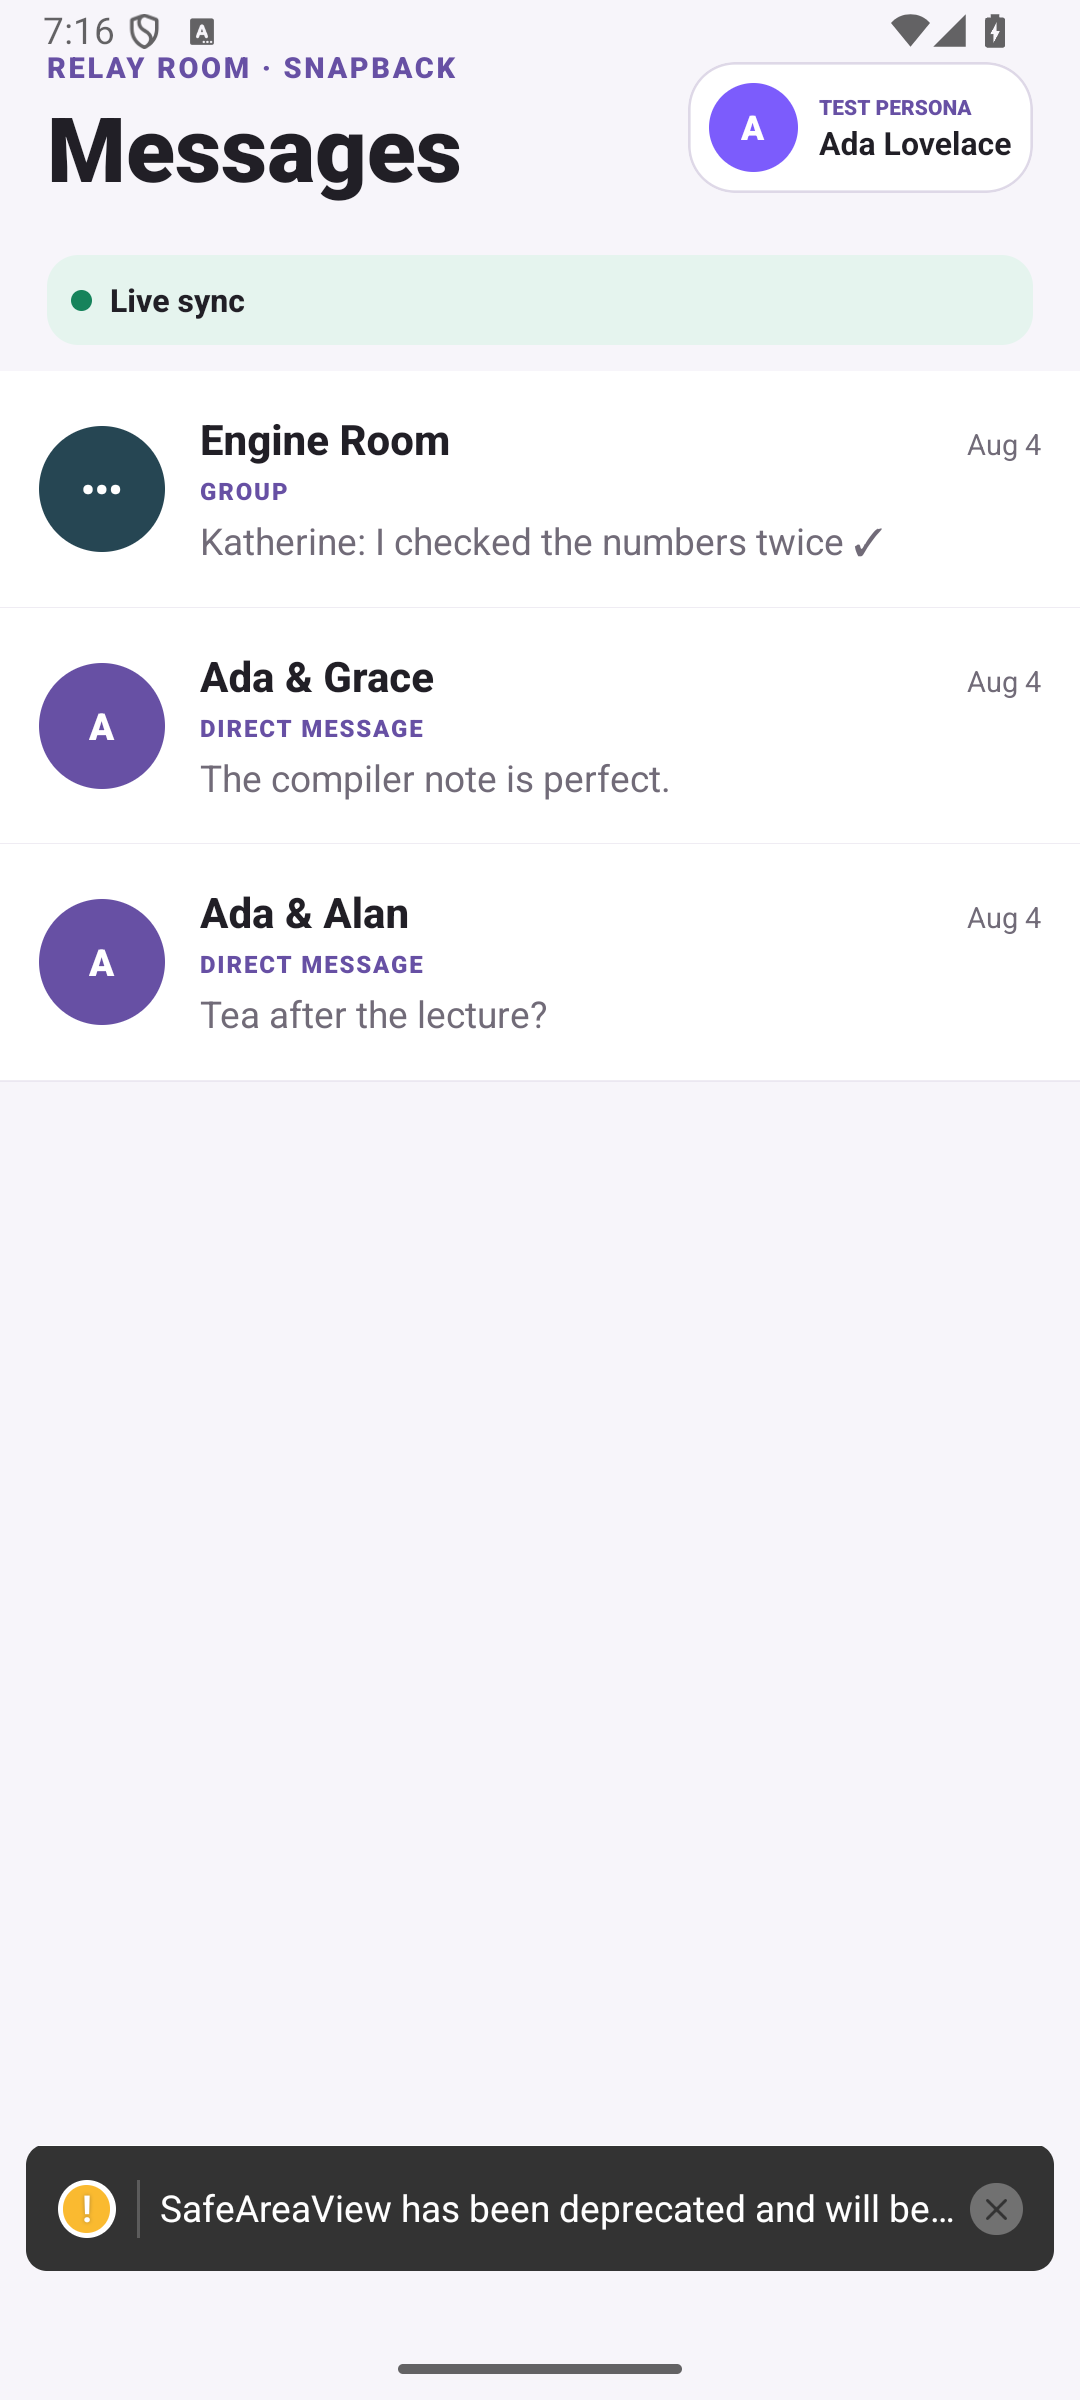 7:16
RELAY ROOM · SNAPBACK
Messages
A
TEST PERSONA
Ada Lovelace
Live sync
Engine Room
Aug 4
GROUP
Katherine: I checked the numbers twice ✓
A
Ada & Grace
Aug 4
DIRECT MESSAGE
The compiler note is perfect.
A
Ada & Alan
Aug 4
DIRECT MESSAGE
Tea after the lecture?
! SafeAreaView has been deprecated and will be…